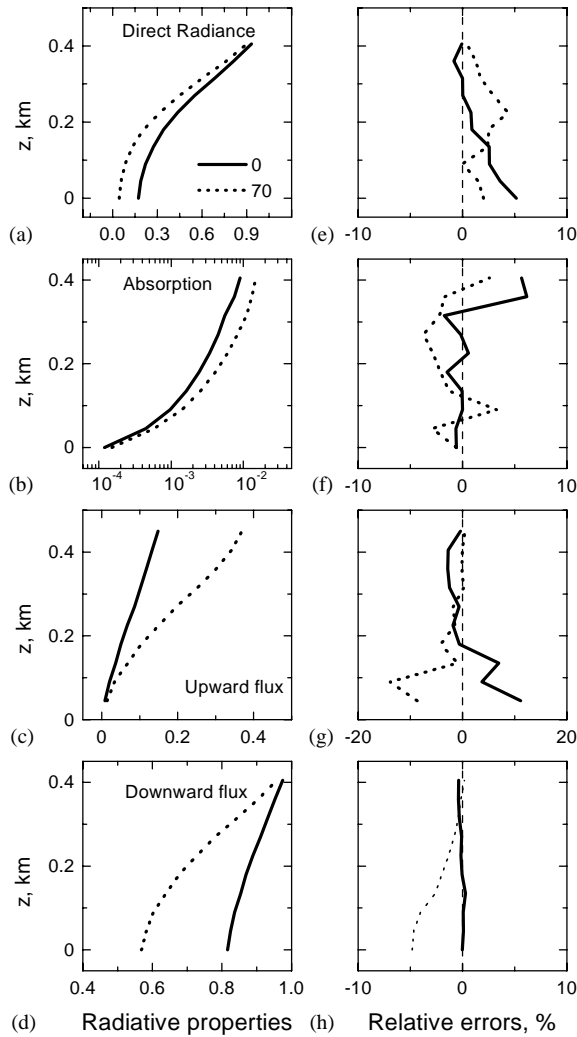 Direct Radiance
z, km
0.4
0.2
0
0
70
0.0 0.3 0.6 0.9
(a)
-10 0 10
(e)
Absorption
z, km
0.4
0.2
0
10⁻⁴ 10⁻³ 10⁻²
(b)
-10 0 10
(f)
z, km
0.4
0.2
0
Upward flux
0 0.2 0.4
(c)
-20 0 20
(g)
Downward flux
z, km
0.4
0.2
0
0.4 0.6 0.8 1.0
(d) Radiative properties
-10 0 10
(h) Relative errors, %